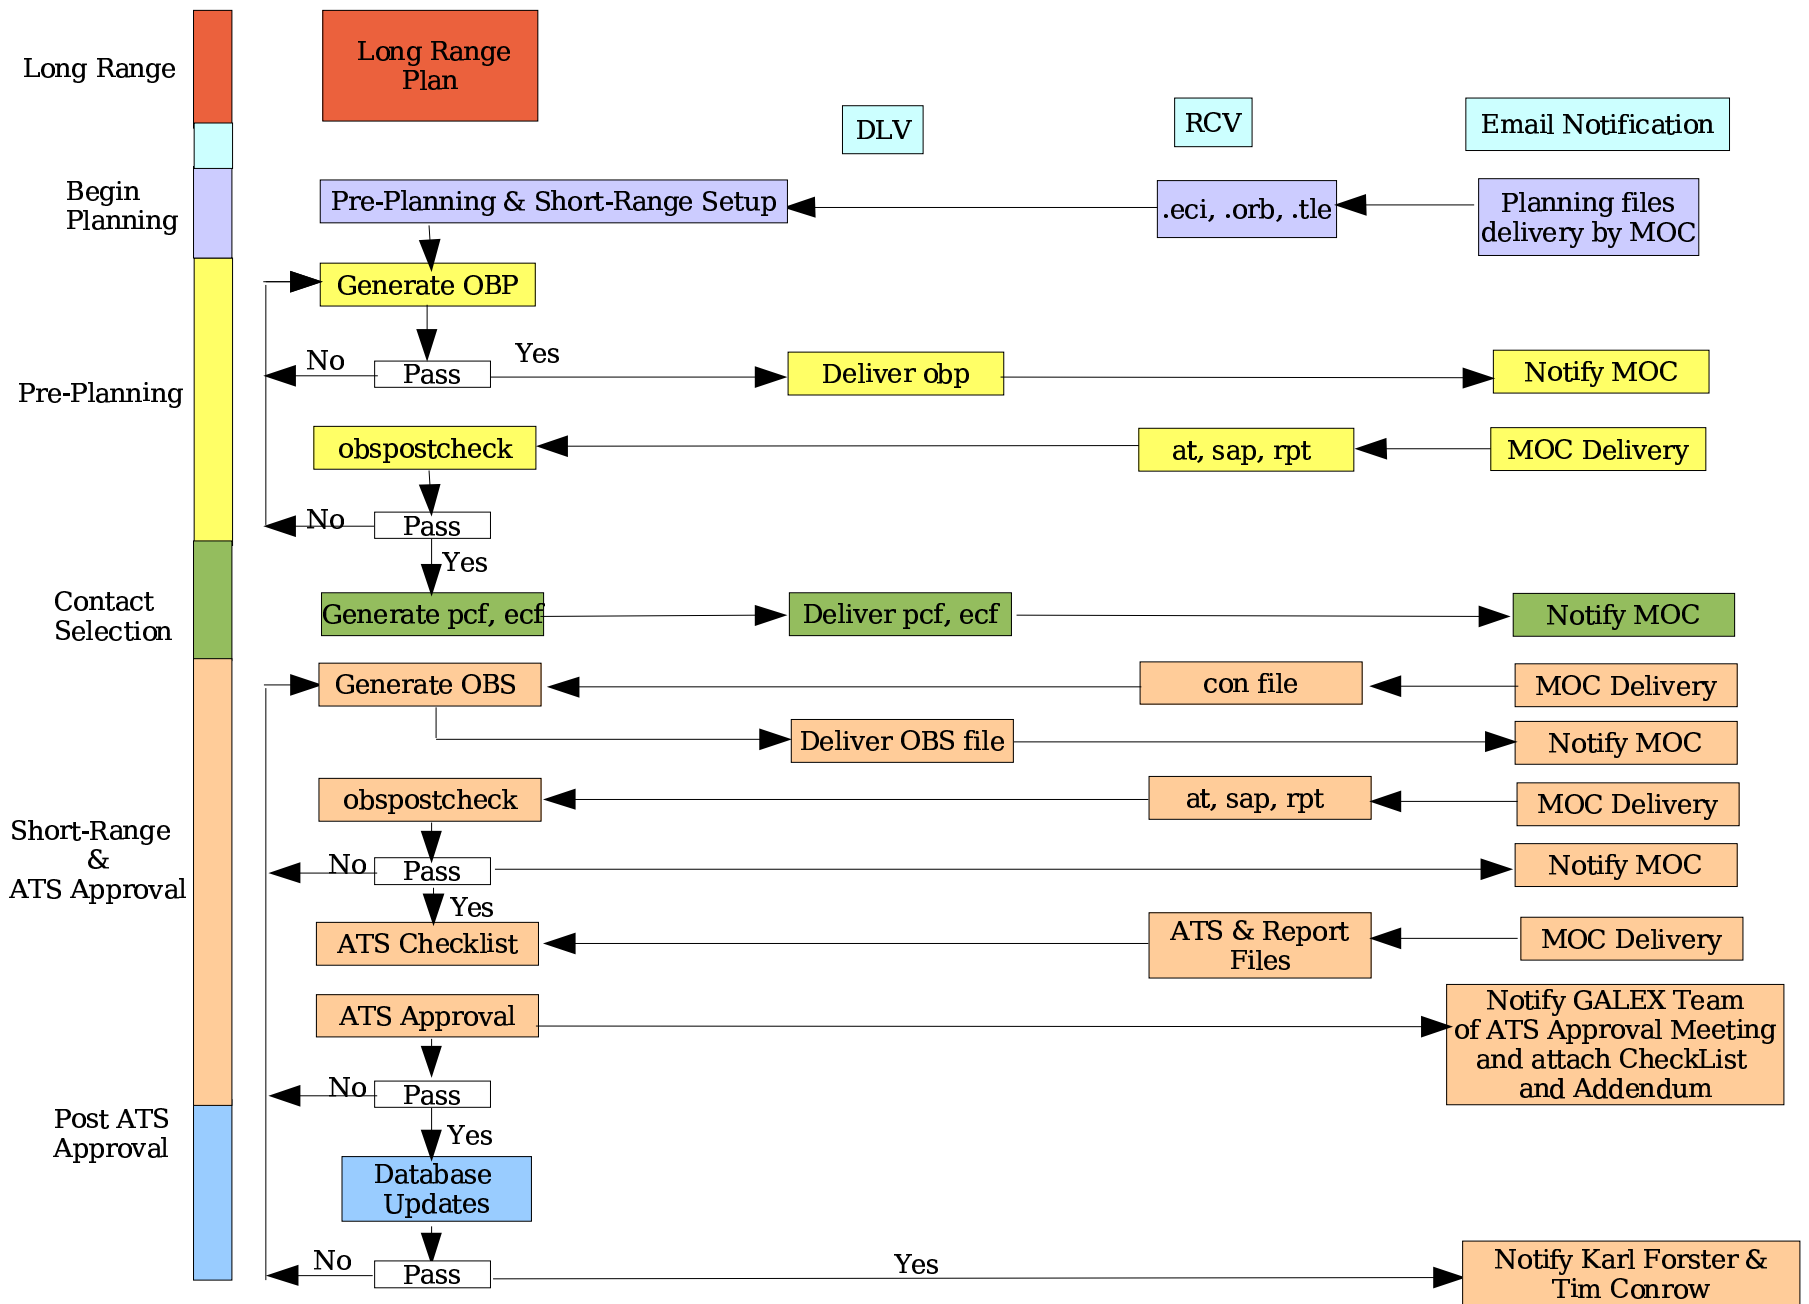 Long Range
Long Range
Plan
DLV
RCV
Email Notification
Begin
Planning
Pre-Planning & Short-Range Setup
.eci, .orb, .tle
Planning files
delivery by MOC
Generate OBP
Pre-Planning
No
Pass
Yes
Deliver obp
Notify MOC
obspostcheck
at, sap, rpt
MOC Delivery
No
Pass
Yes
Contact
Selection
Generate pcf, ecf
Deliver pcf, ecf
Notify MOC
Generate OBS
con file
MOC Delivery
Deliver OBS file
Notify MOC
Short-Range
&
ATS Approval
obspostcheck
at, sap, rpt
MOC Delivery
No
Pass
Notify MOC
Yes
ATS Checklist
ATS & Report
Files
MOC Delivery
ATS Approval
Notify GALEX Team
of ATS Approval Meeting
and attach CheckList
and Addendum
No
Pass
Post ATS
Approval
Yes
Database
Updates
No
Pass
Yes
Notify Karl Forster &
Tim Conrow